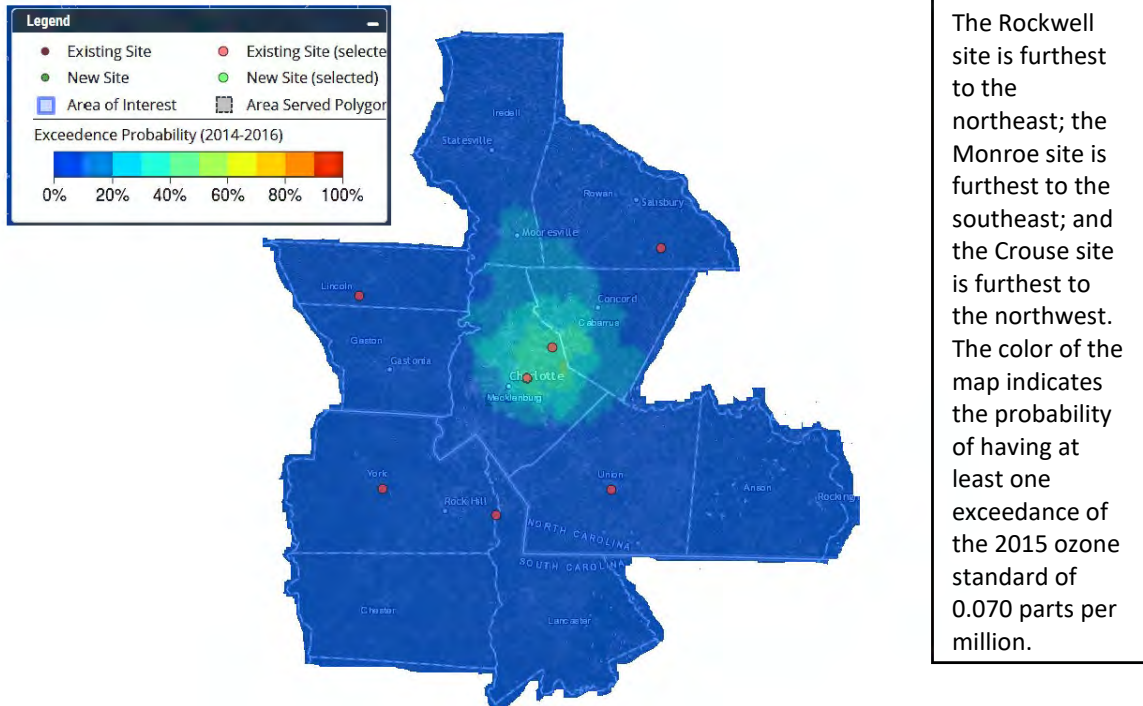 Legend
Existing Site
Existing Site (selecte
New Site
New Site (selected)
Area of Interest
Area Served Polygor
Exceedence Probability (2014-2016)
0% 20% 40% 60% 80% 100%
Iredell
Statesville
Rowan
Salisbury
Mooresville
Lincoln
Concord
Cabarrus
Gaston
Gastonia
Charlotte
Mecklenburg
York
Rock Hill
Union
Anson
Rocking
NORTH CAROLINA
SOUTH CAROLINA
Chester
Lancaster
The Rockwell
site is furthest
to the
northeast; the
Monroe site is
furthest to the
southeast; and
the Crouse site
is furthest to
the northwest.
The color of the
map indicates
the probability
of having at
least one
exceedance of
the 2015 ozone
standard of
0.070 parts per
million.